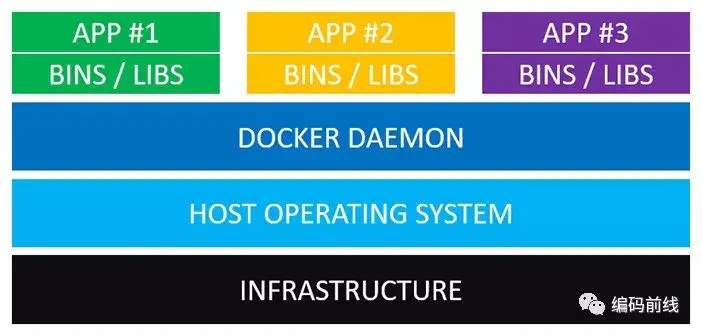 APP #1
APP #2
APP #3
BINS / LIBS
BINS / LIBS
BINS / LIBS
DOCKER DAEMON
HOST OPERATING SYSTEM
INFRASTRUCTURE
编码前线